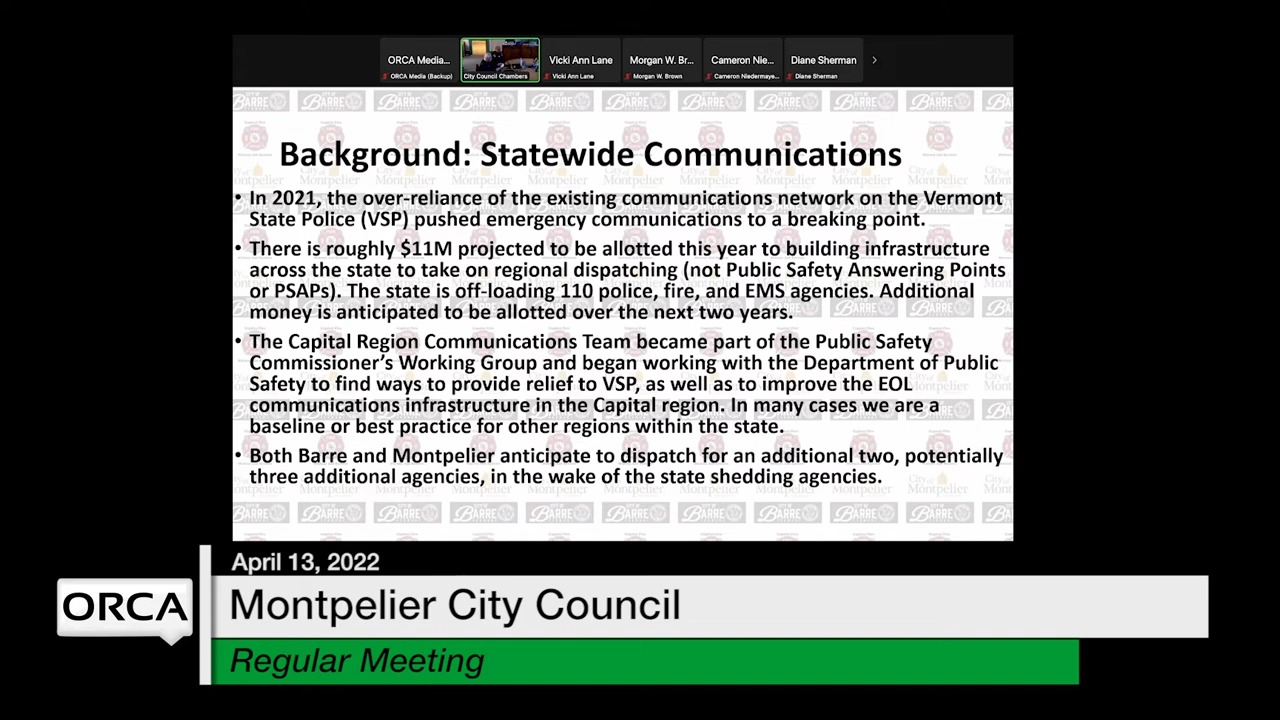 ORCA Media...
Vicki Ann Lane
Morgan W. Br...
Cameron Nie...
Diane Sherman
ORCA Media (Backup)
City Council Chambers
Vicki Ann Lane
Morgan W. Brown
Cameron Niedermaye...
Diane Sherman
Background: Statewide Communications
• In 2021, the over-reliance of the existing communications network on the Vermont
State Police (VSP) pushed emergency communications to a breaking point.
• There is roughly $11M projected to be allotted this year to building infrastructure
across the state to take on regional dispatching (not Public Safety Answering Points
or PSAPs). The state is off-loading 110 police, fire, and EMS agencies. Additional
money is anticipated to be allotted over the next two years.
• The Capital Region Communications Team became part of the Public Safety
Commissioner's Working Group and began working with the Department of Public
Safety to find ways to provide relief to VSP, as well as to improve the EOL
communications infrastructure in the Capital region. In many cases we are a
baseline or best practice for other regions within the state.
• Both Barre and Montpelier anticipate to dispatch for an additional two, potentially
three additional agencies, in the wake of the state shedding agencies.
April 13, 2022
ORCA
Montpelier City Council
Regular Meeting